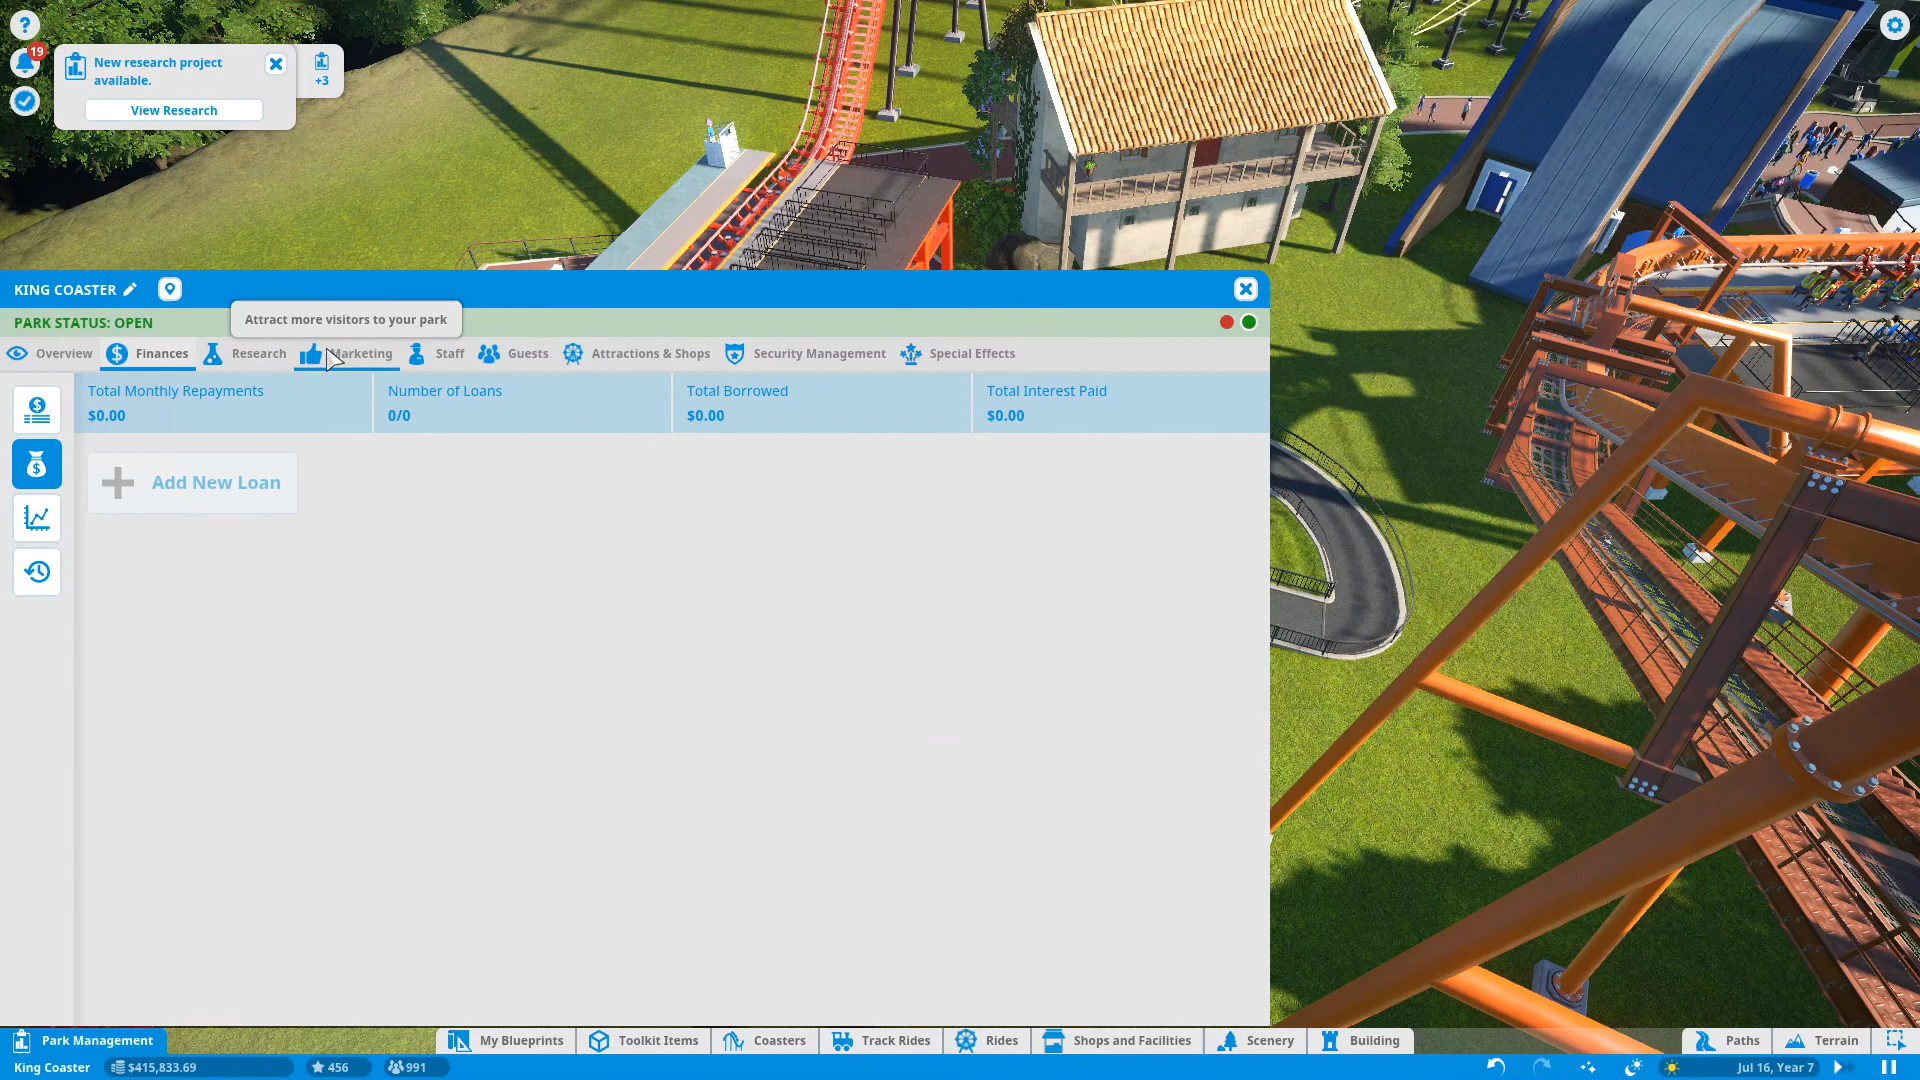 19
New research project
available.
View Research
+3
KING COASTER
PARK STATUS: OPEN
Attract more visitors to your park
Overview
Finances
Research
Marketing
Staff
Guests
Attractions & Shops
Security Management
Special Effects
Total Monthly Repayments
$0.00
Number of Loans
0/0
Total Borrowed
$0.00
Total Interest Paid
$0.00
Add New Loan
Park Management
My Blueprints
Toolkit Items
Coasters
Track Rides
Rides
Shops and Facilities
Scenery
Building
Paths
Terrain
King Coaster
$415,833.69
456
991
Jul 16, Year 7